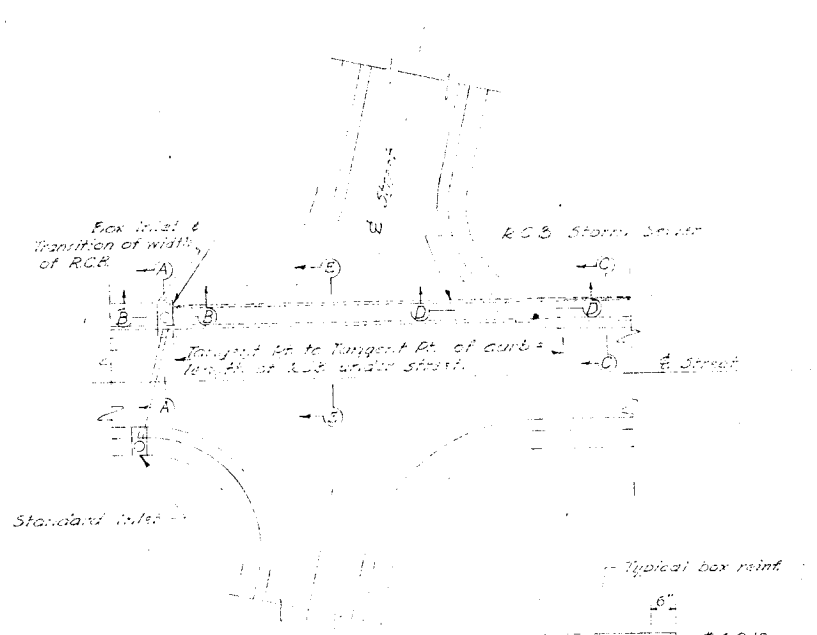 ℄ Street
Box Inlet &
Transition of width
of R.C.B.
R.C.B. Storm Sewer
A
E
C
B
B
D
D
Tangent Pt. to Tangent Pt. of curb =
length of R.C.B. under street.
C
℄ Street
A
Standard Inlet
Typical box reinf.
6"